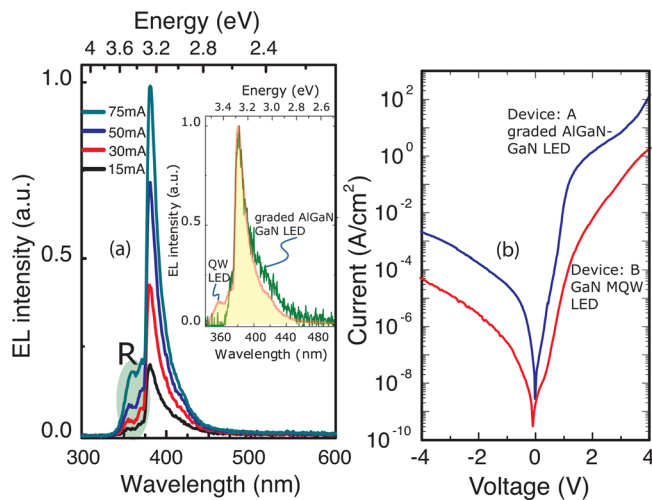 Energy (eV)
4 3.6 3.2 2.8 2.4
1.0
0.5
0.0
EL intensity (a.u.)
75mA
50mA
30mA
15mA
(a)
R
300 400 500 600
Wavelength (nm)
Energy (eV)
3.4 3.2 3.0 2.8 2.6
1.0
0.5
0.0
EL intensity (a.u.)
graded AlGaN-
GaN LED
QW
LED
360 400 440 480
Wavelength (nm)
10^2
10^0
10^-2
10^-4
10^-6
10^-8
10^-10
Current (A/cm^2)
Device: A
graded AlGaN-
GaN LED
(b)
Device: B
GaN MQW
LED
-4 -2 0 2 4
Voltage (V)